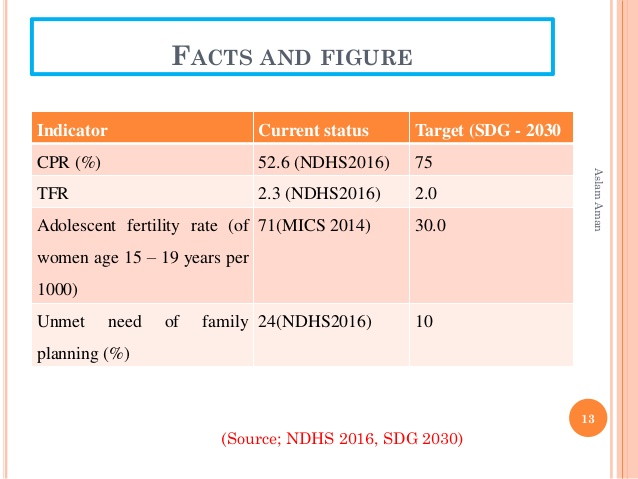 FACTS AND FIGURE
Indicator Current status Target (SDG - 2030
CPR (%) 52.6 (NDHS2016) 75
TFR 2.3 (NDHS2016) 2.0
Adolescent fertility rate (of 71(MICS 2014) 30.0
women age 15 – 19 years per
1000)
Unmet need of family 24(NDHS2016) 10
planning (%)
Aslam Aman
13
(Source; NDHS 2016, SDG 2030)